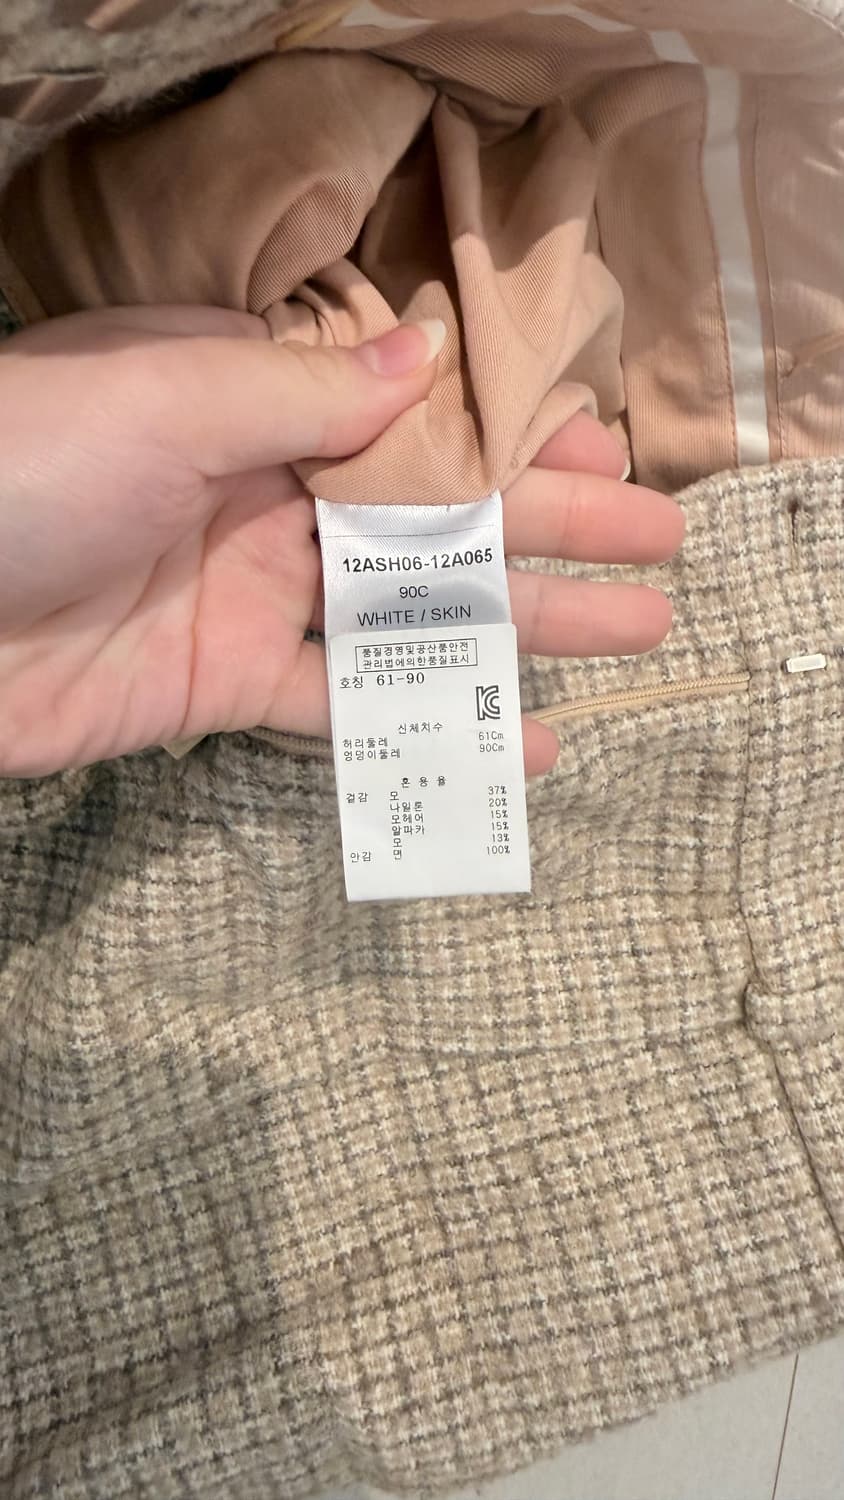 12ASH06-12A065
90C
WHITE / SKIN
품질경영및공산품안전
관리법에의한품질표시
호칭 61-90
신체치수
허리둘레 61Cm
엉덩이둘레 90Cm
혼용율
겉감 모 37%
나일론 20%
모헤어 15%
알파카 15%
모 13%
안감 면 100%